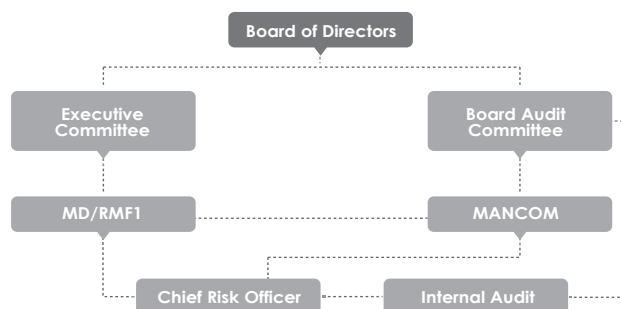 Board of Directors
Executive
Committee
Board Audit
Committee
MD/RMF1
MANCOM
Chief Risk Officer
Internal Audit